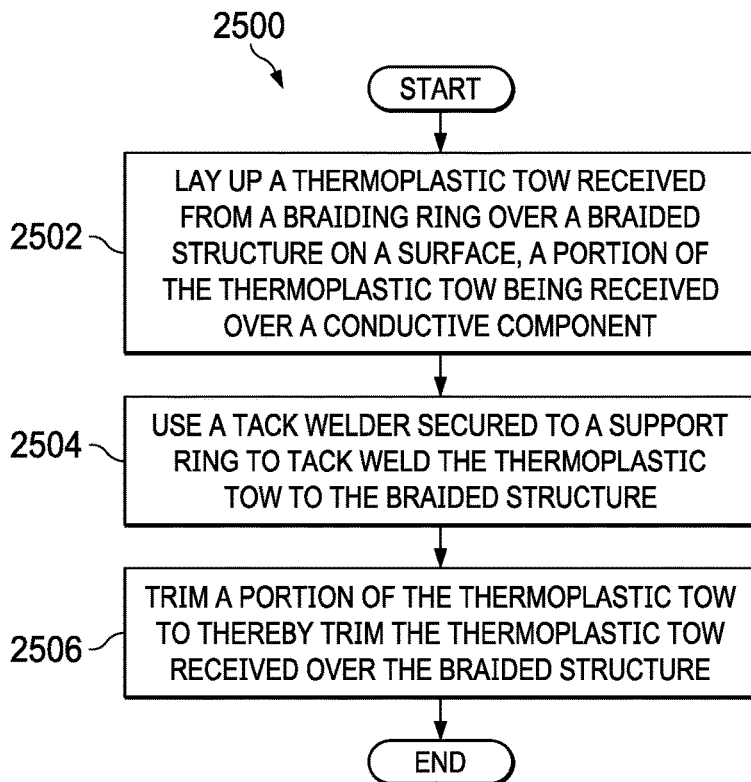 2500
START
2502
LAY UP A THERMOPLASTIC TOW RECEIVED
FROM A BRAIDING RING OVER A BRAIDED
STRUCTURE ON A SURFACE, A PORTION OF
THE THERMOPLASTIC TOW BEING RECEIVED
OVER A CONDUCTIVE COMPONENT
2504
USE A TACK WELDER SECURED TO A SUPPORT
RING TO TACK WELD THE THERMOPLASTIC
TOW TO THE BRAIDED STRUCTURE
2506
TRIM A PORTION OF THE THERMOPLASTIC TOW
TO THEREBY TRIM THE THERMOPLASTIC TOW
RECEIVED OVER THE BRAIDED STRUCTURE
END